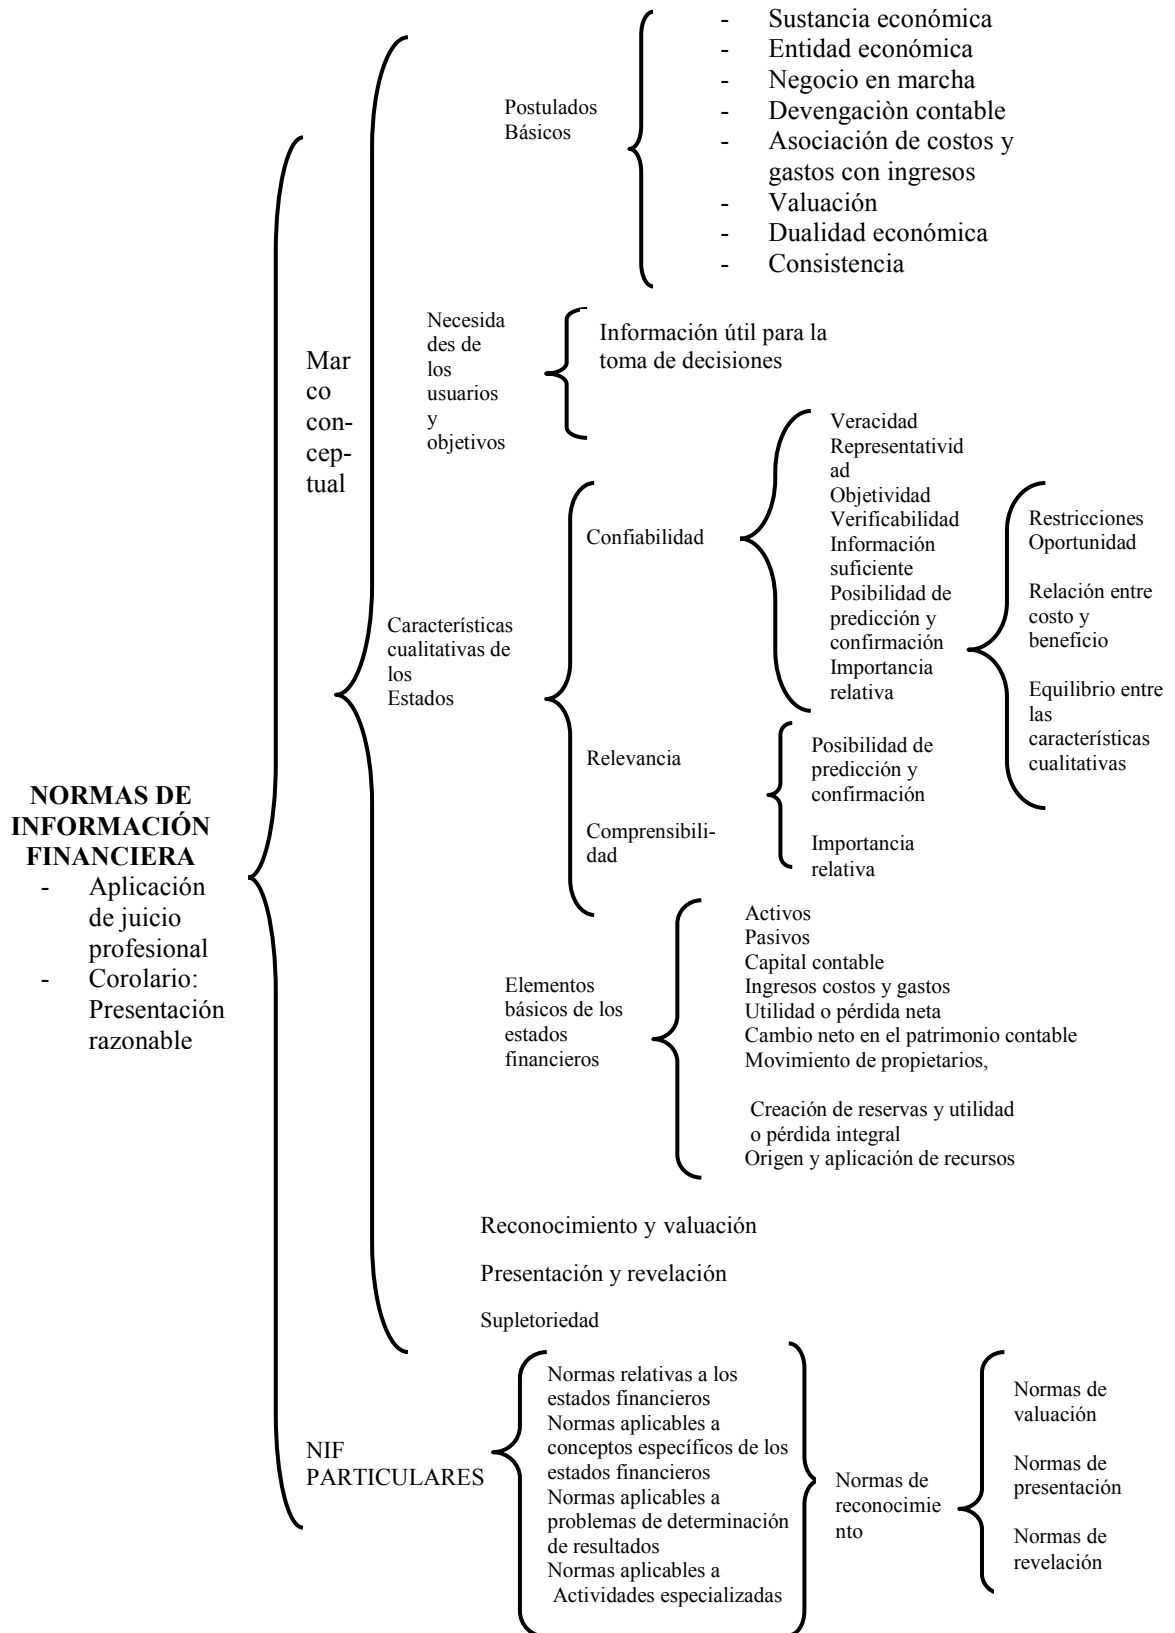 NORMAS DE
INFORMACIÓN
FINANCIERA
- Aplicación
de juicio
profesional
- Corolario:
Presentación
razonable
Mar
co
con-
cep-
tual
Postulados
Básicos
- Sustancia económica
- Entidad económica
- Negocio en marcha
- Devengaciòn contable
- Asociación de costos y
gastos con ingresos
- Valuación
- Dualidad económica
- Consistencia
Necesida
des de
los
usuarios
y
objetivos
Información útil para la
toma de decisiones
Características
cualitativas de
los
Estados
Confiabilidad
Veracidad
Representativid
ad
Objetividad
Verificabilidad
Información
suficiente
Posibilidad de
predicción y
confirmación
Importancia
relativa
Restricciones
Oportunidad
Relación entre
costo y
beneficio
Equilibrio entre
las
características
cualitativas
Relevancia
Comprensibili-
dad
Posibilidad de
predicción y
confirmación
Importancia
relativa
Elementos
básicos de los
estados
financieros
Activos
Pasivos
Capital contable
Ingresos costos y gastos
Utilidad o pérdida neta
Cambio neto en el patrimonio contable
Movimiento de propietarios,
Creación de reservas y utilidad
o pérdida integral
Origen y aplicación de recursos
Reconocimiento y valuación
Presentación y revelación
Supletoriedad
NIF
PARTICULARES
Normas relativas a los
estados financieros
Normas aplicables a
conceptos específicos de los
estados financieros
Normas aplicables a
problemas de determinación
de resultados
Normas aplicables a
Actividades especializadas
Normas de
reconocimie
nto
Normas de
valuación
Normas de
presentación
Normas de
revelación